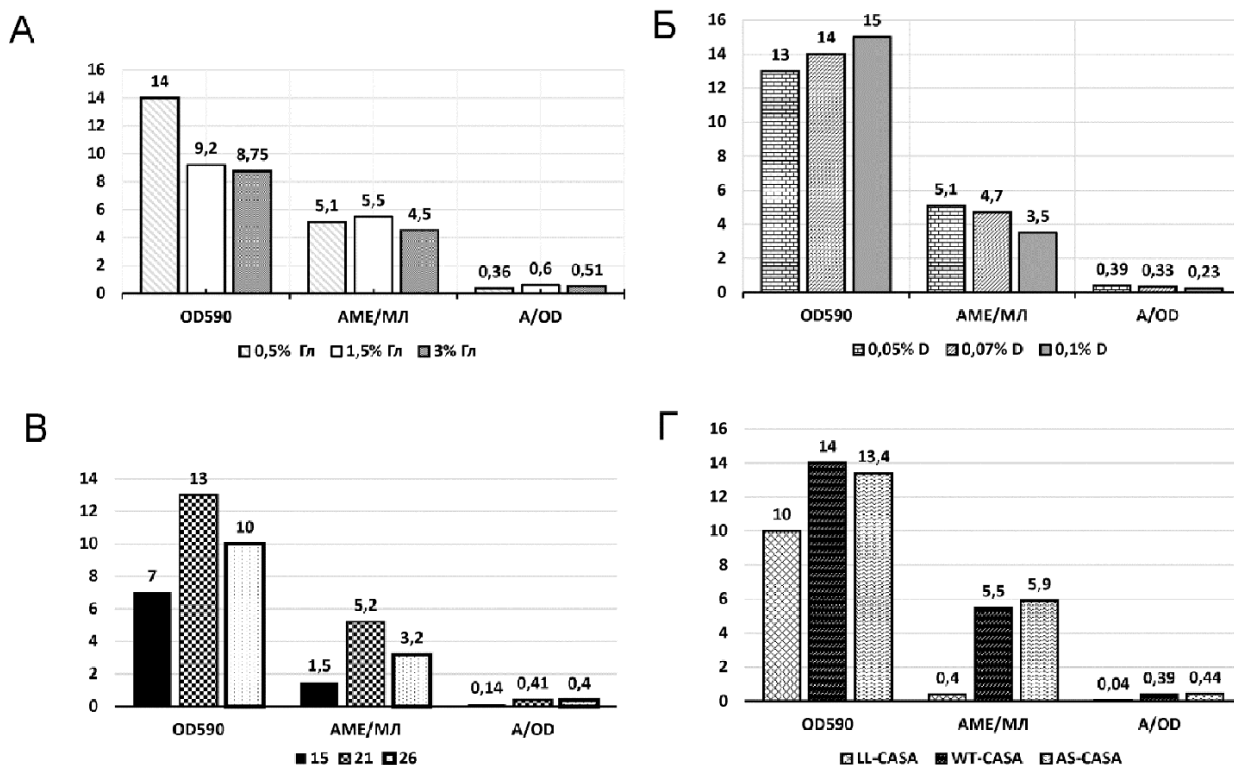 А
16
14
12
10
8
6
4
2
0
14
9,2
8,75
5,1
5,5
4,5
0,36
0,6
0,51
OD590
АМЕ/МЛ
A/OD
0,5% Гл
1,5% Гл
3% Гл
Б
16
14
12
10
8
6
4
2
0
13
14
15
5,1
4,7
3,5
0,39
0,33
0,23
OD590
АМЕ/МЛ
A/OD
0,05% D
0,07% D
0,1% D
В
14
12
10
8
6
4
2
0
7
13
10
1,5
5,2
3,2
0,14
0,41
0,4
OD590
АМЕ/МЛ
A/OD
15
21
26
Г
16
14
12
10
8
6
4
2
0
10
14
13,4
0,4
5,5
5,9
0,04
0,39
0,44
OD590
АМЕ/МЛ
A/OD
LL-CASA
WT-CASA
AS-CASA